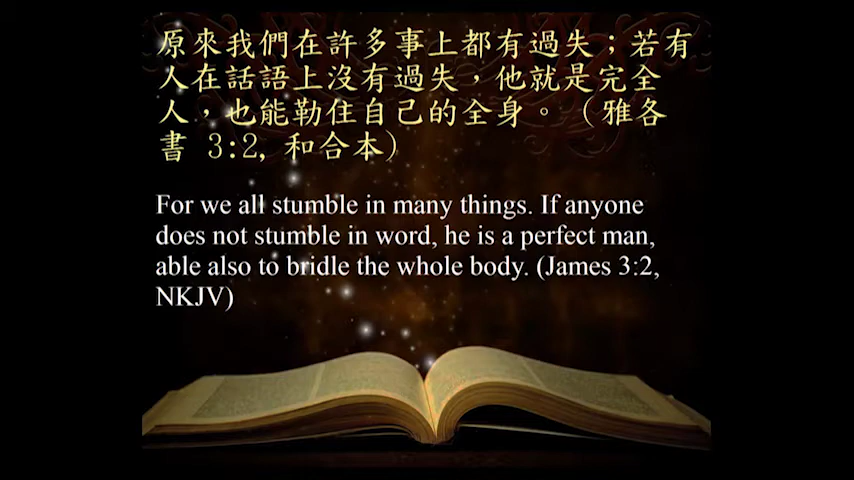 原來我們在許多事上都有過失；若有
人在話語上沒有過失，他就是完全
人，也能勒住自己的全身。（雅各
書 3:2, 和合本）
For we all stumble in many things. If anyone
does not stumble in word, he is a perfect man,
able also to bridle the whole body. (James 3:2,
NKJV)